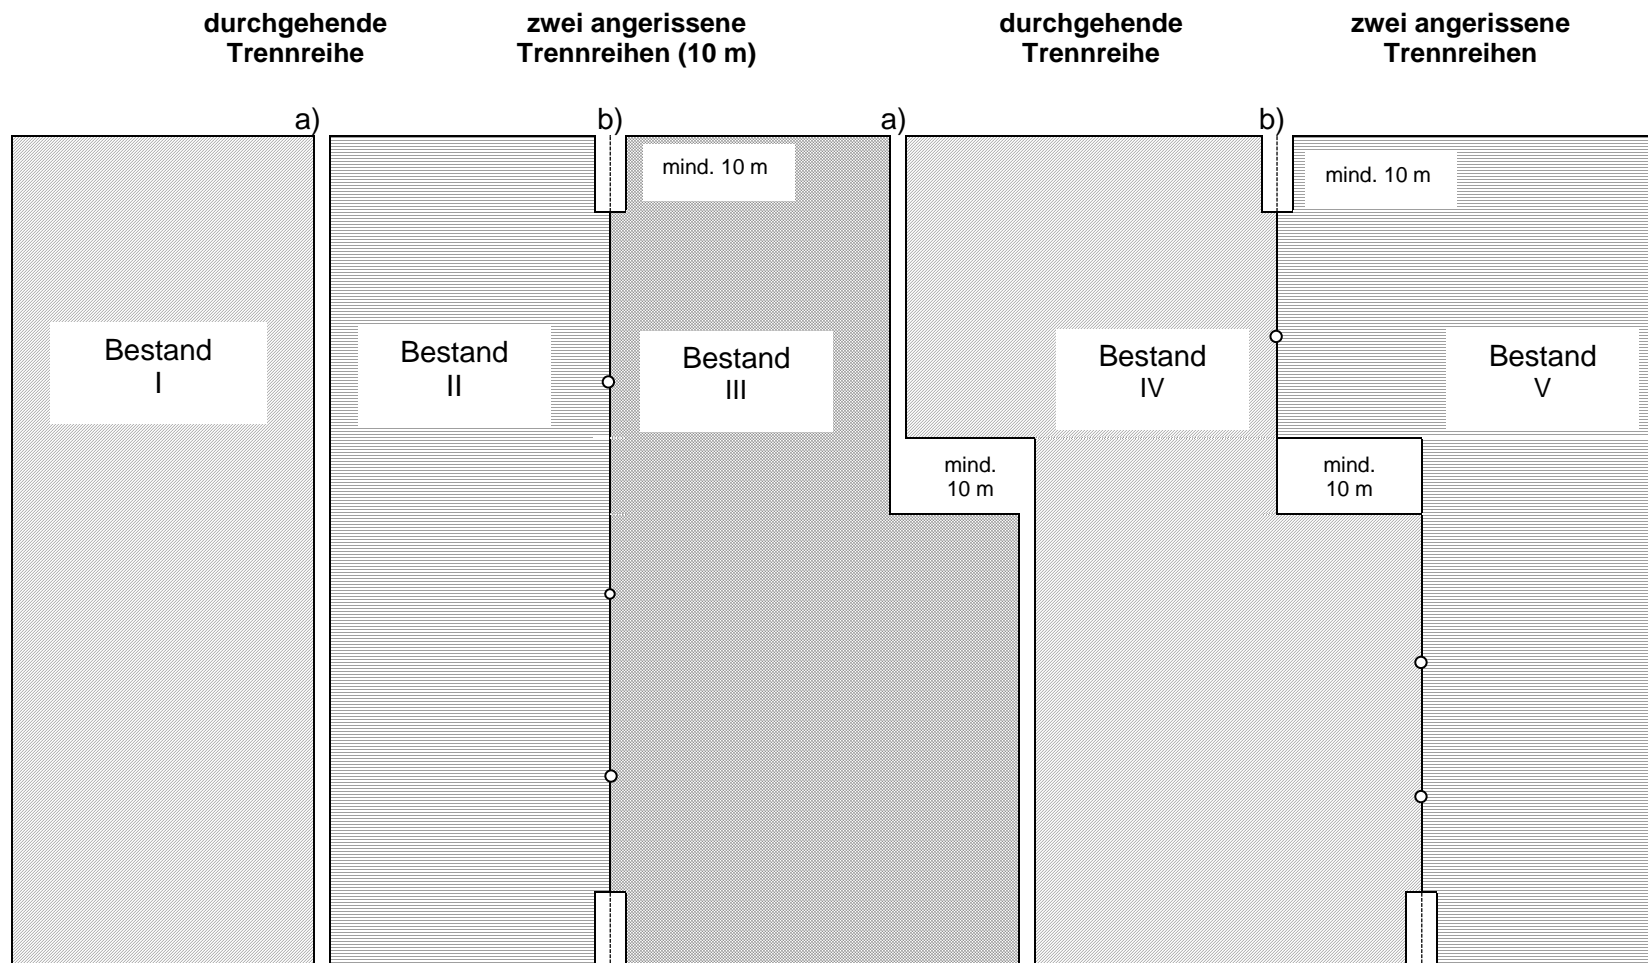 durchgehende
Trennreihe
zwei angerissene
Trennreihen (10 m)
durchgehende
Trennreihe
zwei angerissene
Trennreihen
a)
b)
a)
b)
mind. 10 m
mind. 10 m
Bestand
I
Bestand
II
Bestand
III
Bestand
IV
Bestand
V
mind.
10 m
mind.
10 m